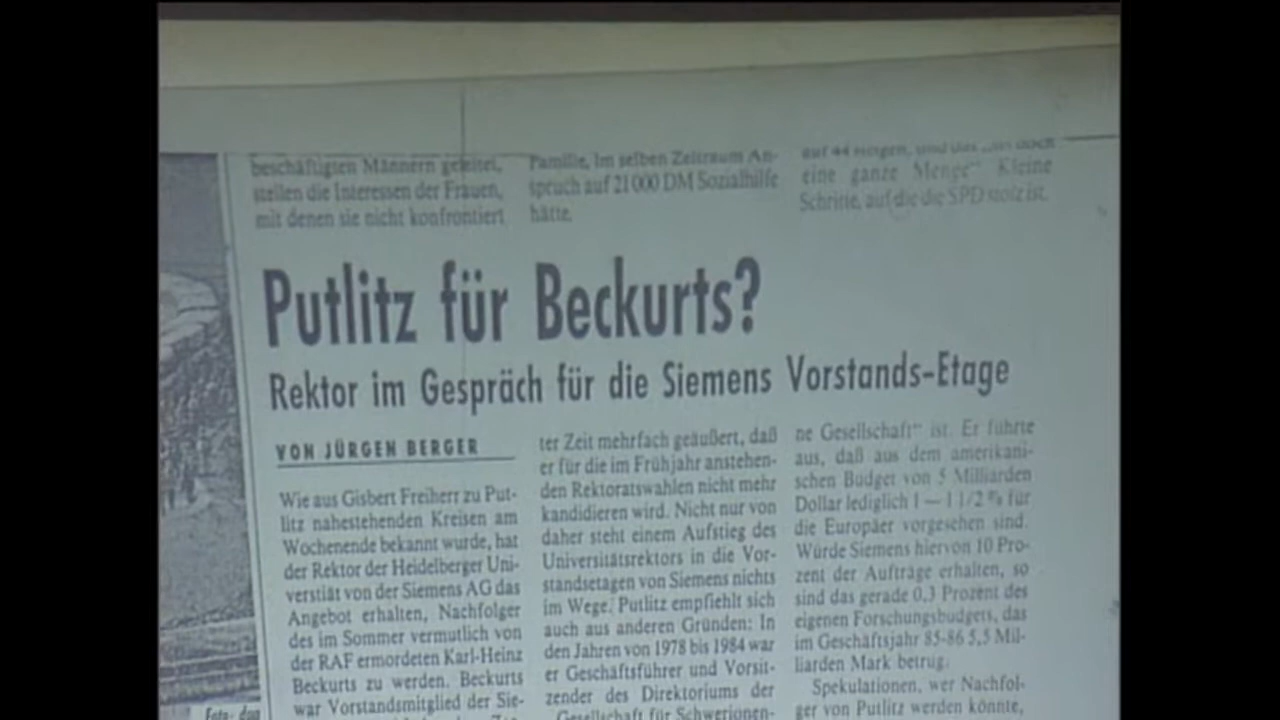 beschäftigten Männern geleitet,
stellen die Interessen der Frauen,
mit denen sie nicht konfrontiert
Familie, im selben Zeitraum An-
spruch auf 21 000 DM Sozialhilfe
hätte.
eine ganze Menge" Kleine
Schritte, auf die die SPD stolz ist.
Putlitz für Beckurts?
Rektor im Gespräch für die Siemens Vorstands-Etage
VON JÜRGEN BERGER
Wie aus Gisbert Freiherr zu Put-
litz nahestehenden Kreisen am
Wochenende bekannt wurde, hat
der Rektor der Heidelberger Uni-
verstiät von der Siemens AG das
Angebot erhalten, Nachfolger
des im Sommer vermutlich von
der RAF ermordeten Karl-Heinz
Beckurts zu werden. Beckurts
war Vorstandsmitglied der Sie-
ter Zeit mehrfach geäußert, daß
er für die im Frühjahr anstehen-
den Rektoratswahlen nicht mehr
kandidieren wird. Nicht nur von
daher steht einem Aufstieg des
Universitätsrektors in die Vor-
standsetagen von Siemens nichts
im Wege. Putlitz empfiehlt sich
auch aus anderen Gründen: In
den Jahren von 1978 bis 1984 war
er Geschäftsführer und Vorsit-
zender des Direktoriums der
Gesellschaft für Schwerionen-
ne Gesellschaft" ist. Er führte
aus, daß aus dem amerikani-
schen Budget von 5 Milliarden
Dollar lediglich 1 — 1 1/2 % für
die Europäer vorgesehen sind.
Würde Siemens hiervon 10 Pro-
zent der Aufträge erhalten, so
sind das gerade 0,3 Prozent des
eigenen Forschungsbudgets, das
im Geschäftsjahr 85-86 5,5 Mil-
liarden Mark betrug.
Spekulationen, wer Nachfol-
ger von Putlitz werden könnte,
Foto: dpa